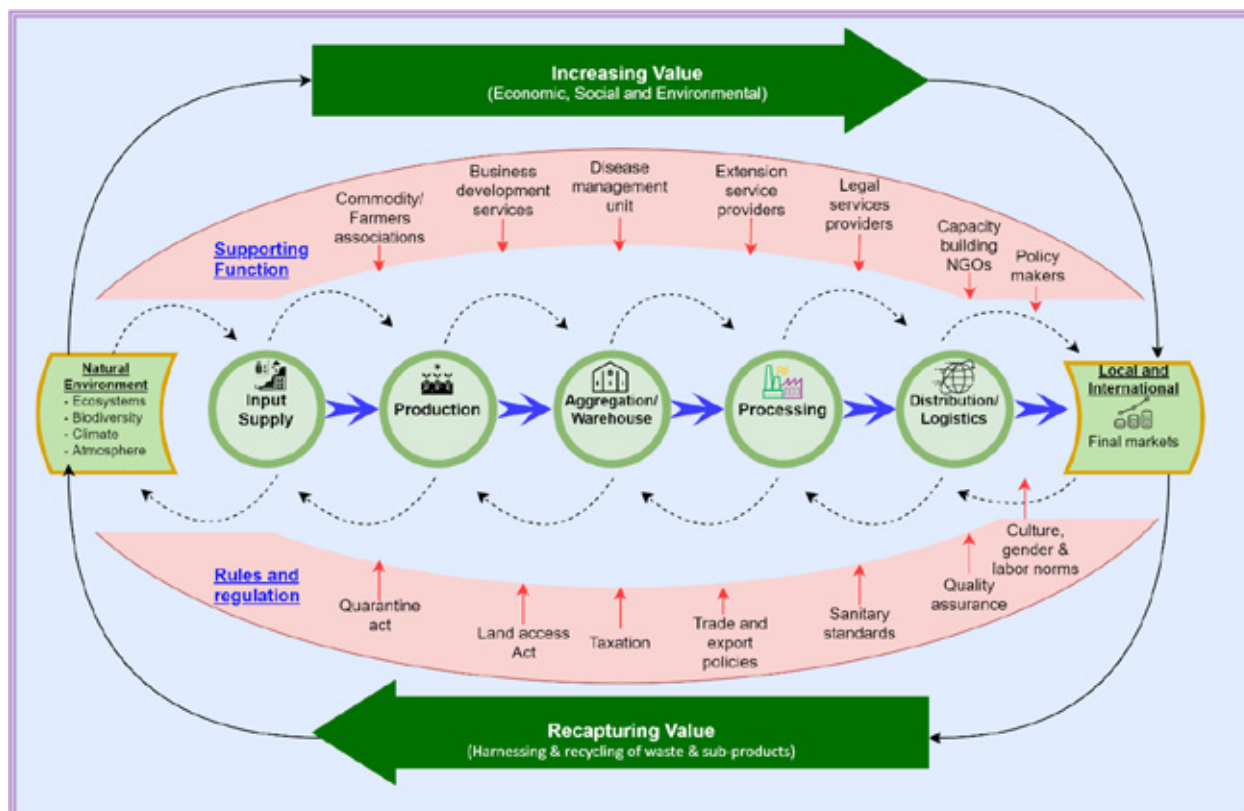 Increasing Value
(Economic, Social and Environmental)
Supporting
Function
Commodity/
Farmers
associations
Business
development
services
Disease
management
unit
Extension
service
providers
Legal
services
providers
Capacity
building
NGOs
Policy
makers
Natural
Environment
- Ecosystems
- Biodiversity
- Climate
- Atmosphere
Input
Supply
Production
Aggregation/
Warehouse
Processing
Distribution/
Logistics
Local and
International
Final markets
Rules and
regulation
Quarantine
act
Land access
Act
Taxation
Trade and
export
policies
Sanitary
standards
Quality
assurance
Culture,
gender &
labor norms
Recapturing Value
(Harnessing & recycling of waste & sub-products)